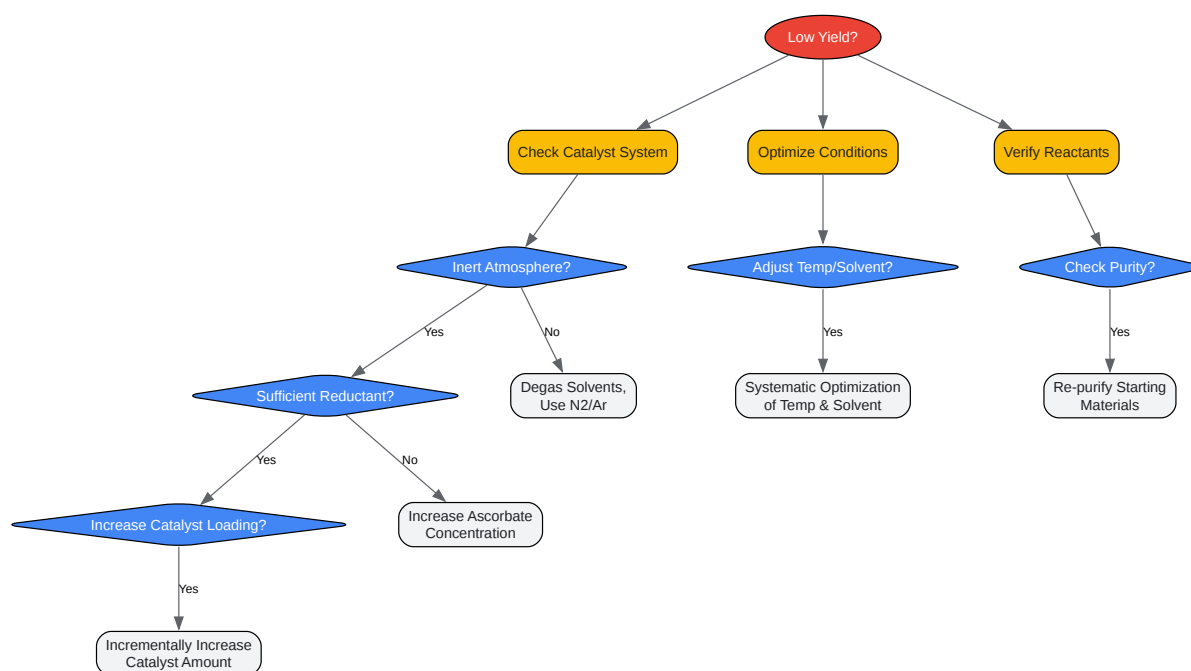 Low Yield?
Check Catalyst System
Optimize Conditions
Verify Reactants
Inert Atmosphere?
Adjust Temp/Solvent?
Check Purity?
Yes
No
Yes
Yes
Sufficient Reductant?
Degas Solvents,
Use N2/Ar
Systematic Optimization
of Temp & Solvent
Re-purify Starting
Materials
Yes
No
Increase Catalyst Loading?
Increase Ascorbate
Concentration
Yes
Incrementally Increase
Catalyst Amount